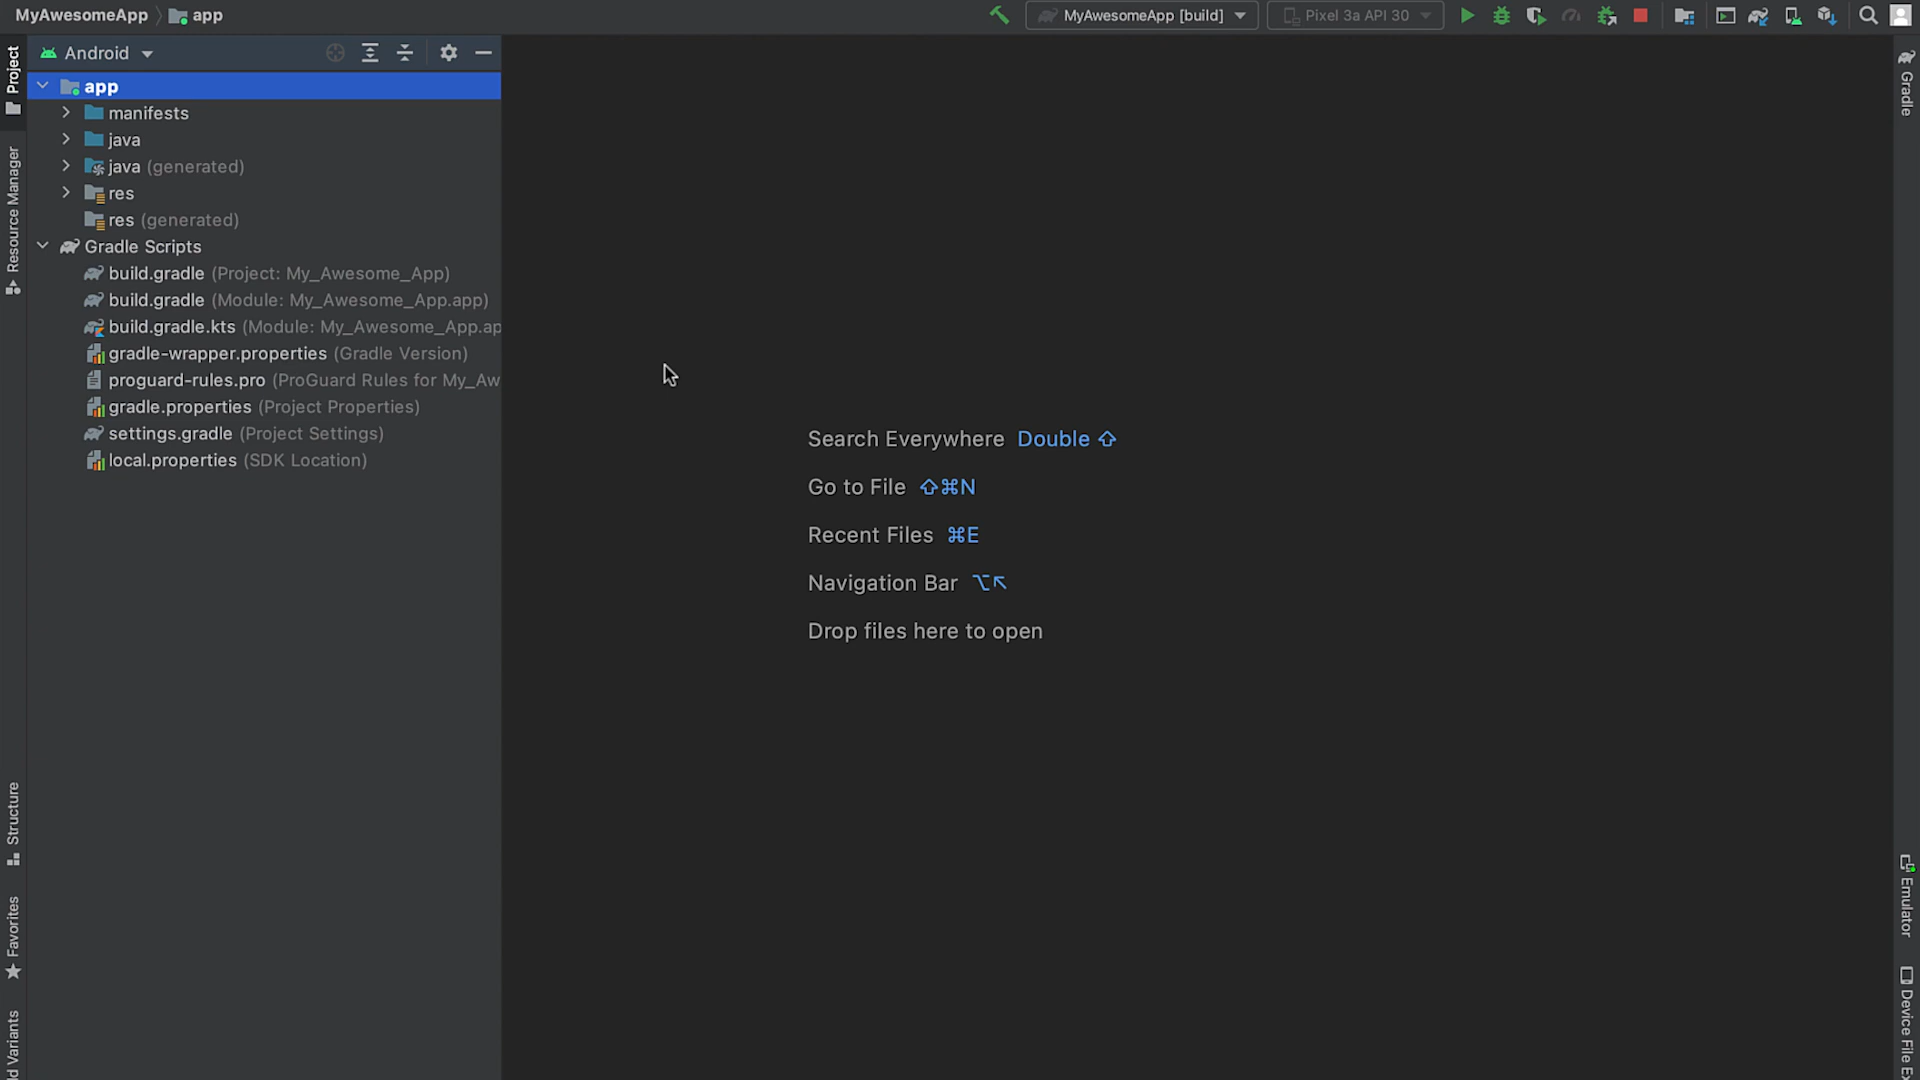 MyAwesomeApp app
MyAwesomeApp [build]
Pixel 3a API 30
Project
Android
app
manifests
java
java (generated)
res
res (generated)
Gradle Scripts
build.gradle (Project: My_Awesome_App)
build.gradle (Module: My_Awesome_App.app)
build.gradle.kts (Module: My_Awesome_App.ap
gradle-wrapper.properties (Gradle Version)
proguard-rules.pro (ProGuard Rules for My_Aw
gradle.properties (Project Properties)
settings.gradle (Project Settings)
local.properties (SDK Location)
Resource Manager
Structure
Favorites
d Variants
Search Everywhere Double ⇧
Go to File ⇧⌘N
Recent Files ⌘E
Navigation Bar ⌥↖
Drop files here to open
Gradle
Emulator
Device File Ex